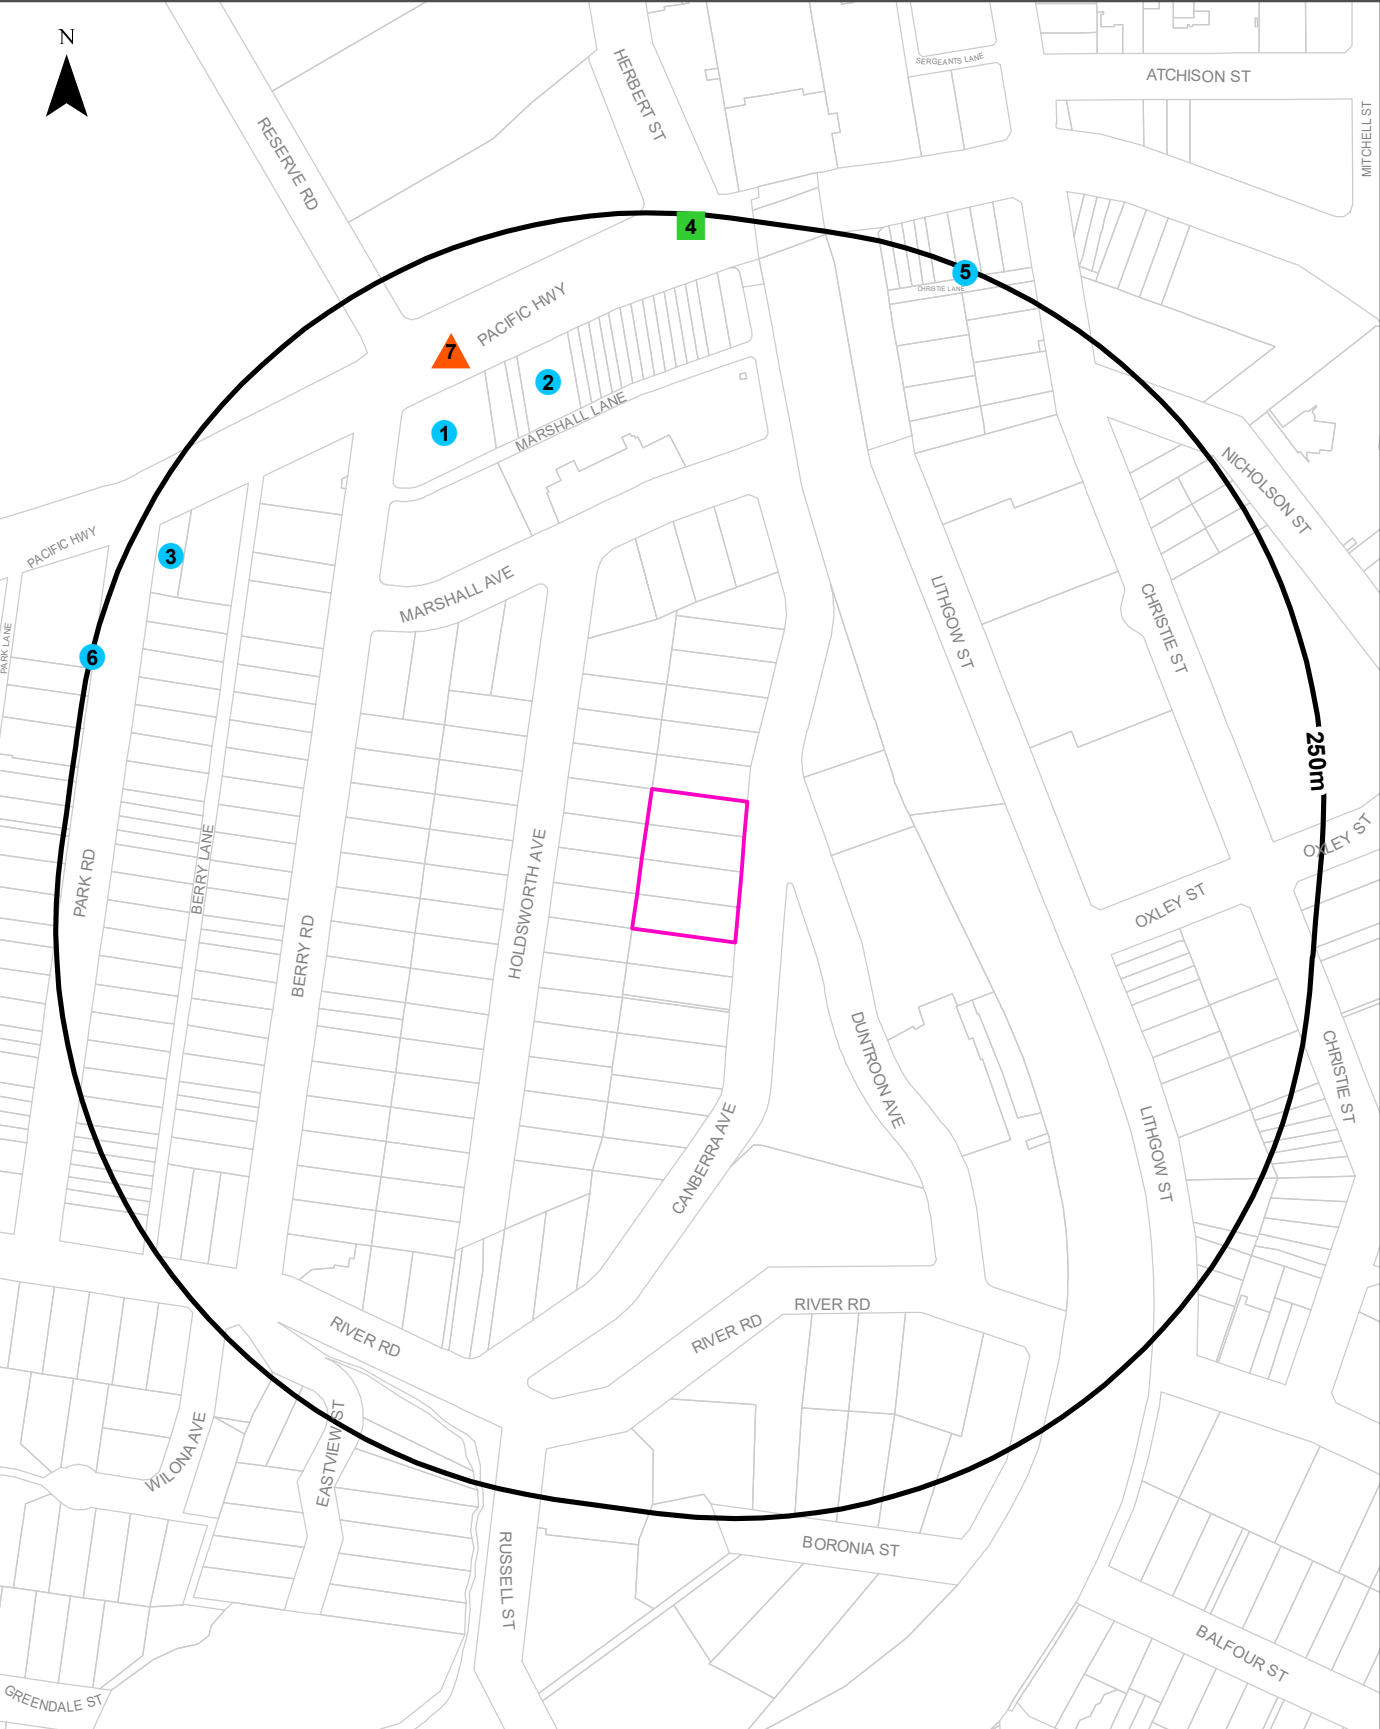 N
SERGEANTS LANE
ATCHISON ST
HERBERT ST
MITCHELL ST
RESERVE RD
4
5
CHRISTIE LANE
PACIFIC HWY
7
2
MARSHALL LANE
1
NICHOLSON ST
PACIFIC HWY
3
MARSHALL AVE
LITHGOW ST
CHRISTIE ST
PARK LANE
6
250m
OXLEY ST
PARK RD
BERRY LANE
HOLDSWORTH AVE
OXLEY ST
BERRY RD
DUNTROON AVE
CHRISTIE ST
CANBERRA AVE
LITHGOW ST
RIVER RD
RIVER RD
RIVER RD
WILONA AVE
EASTVIEW ST
BORONIA ST
RUSSELL ST
BALFOUR ST
GREENDALE ST